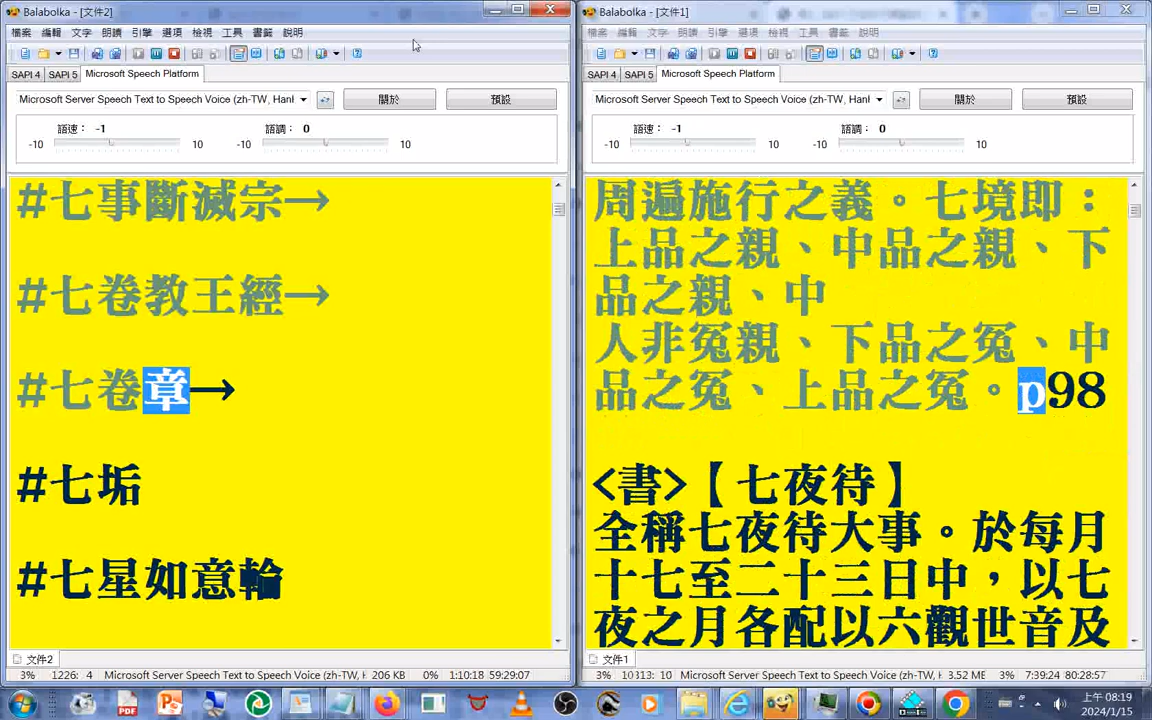 Balabolka - [文件2]
檔案 編輯 文字 朗讀 引擎 選項 檢視 工具 書籤 說明
SAPI 4 SAPI 5 Microsoft Speech Platform
Microsoft Server Speech Text to Speech Voice (zh-TW, Hanl
關於 預設
語速： -1 語調： 0
-10 10 -10 10
#七事斷滅宗→
#七卷教王經→
#七卷章→
#七垢
#七星如意輪
文件2
3% 1226: 4 Microsoft Server Speech Text to Speech Voice (zh-TW, H 206 KB 0% 1:10:18 59:29:07
Balabolka - [文件1]
檔案 編輯 文字 朗讀 引擎 選項 檢視 工具 書籤 說明
SAPI 4 SAPI 5 Microsoft Speech Platform
Microsoft Server Speech Text to Speech Voice (zh-TW, Hanl
關於 預設
語速： -1 語調： 0
-10 10 -10 10
周遍施行之義。七境即：
上品之親、中品之親、下
品之親、中
人非冤親、下品之冤、中
品之冤、上品之冤。p98
<書>【七夜待】
全稱七夜待大事。於每月
十七至二十三日中，以七
夜之月各配以六觀世音及
文件1
3% 10313: 10 Microsoft Server Speech Text to Speech Voice (zh-TW, H 3.52 ME 3% 7:39:24 80:28:57
上午 08:19
2024/1/15